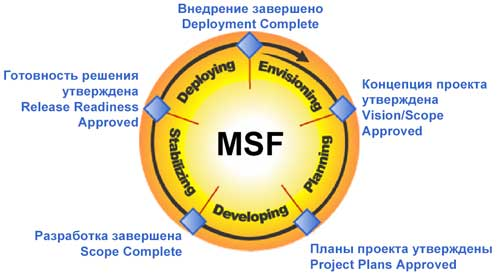 Внедрение завершено
Deployment Complete
Готовность решения
утверждена
Release Readiness
Approved
Концепция проекта
утверждена
Vision/Scope
Approved
Deploying
Envisioning
MSF
Stabilizing
Planning
Developing
Разработка завершена
Scope Complete
Планы проекта утверждены
Project Plans Approved